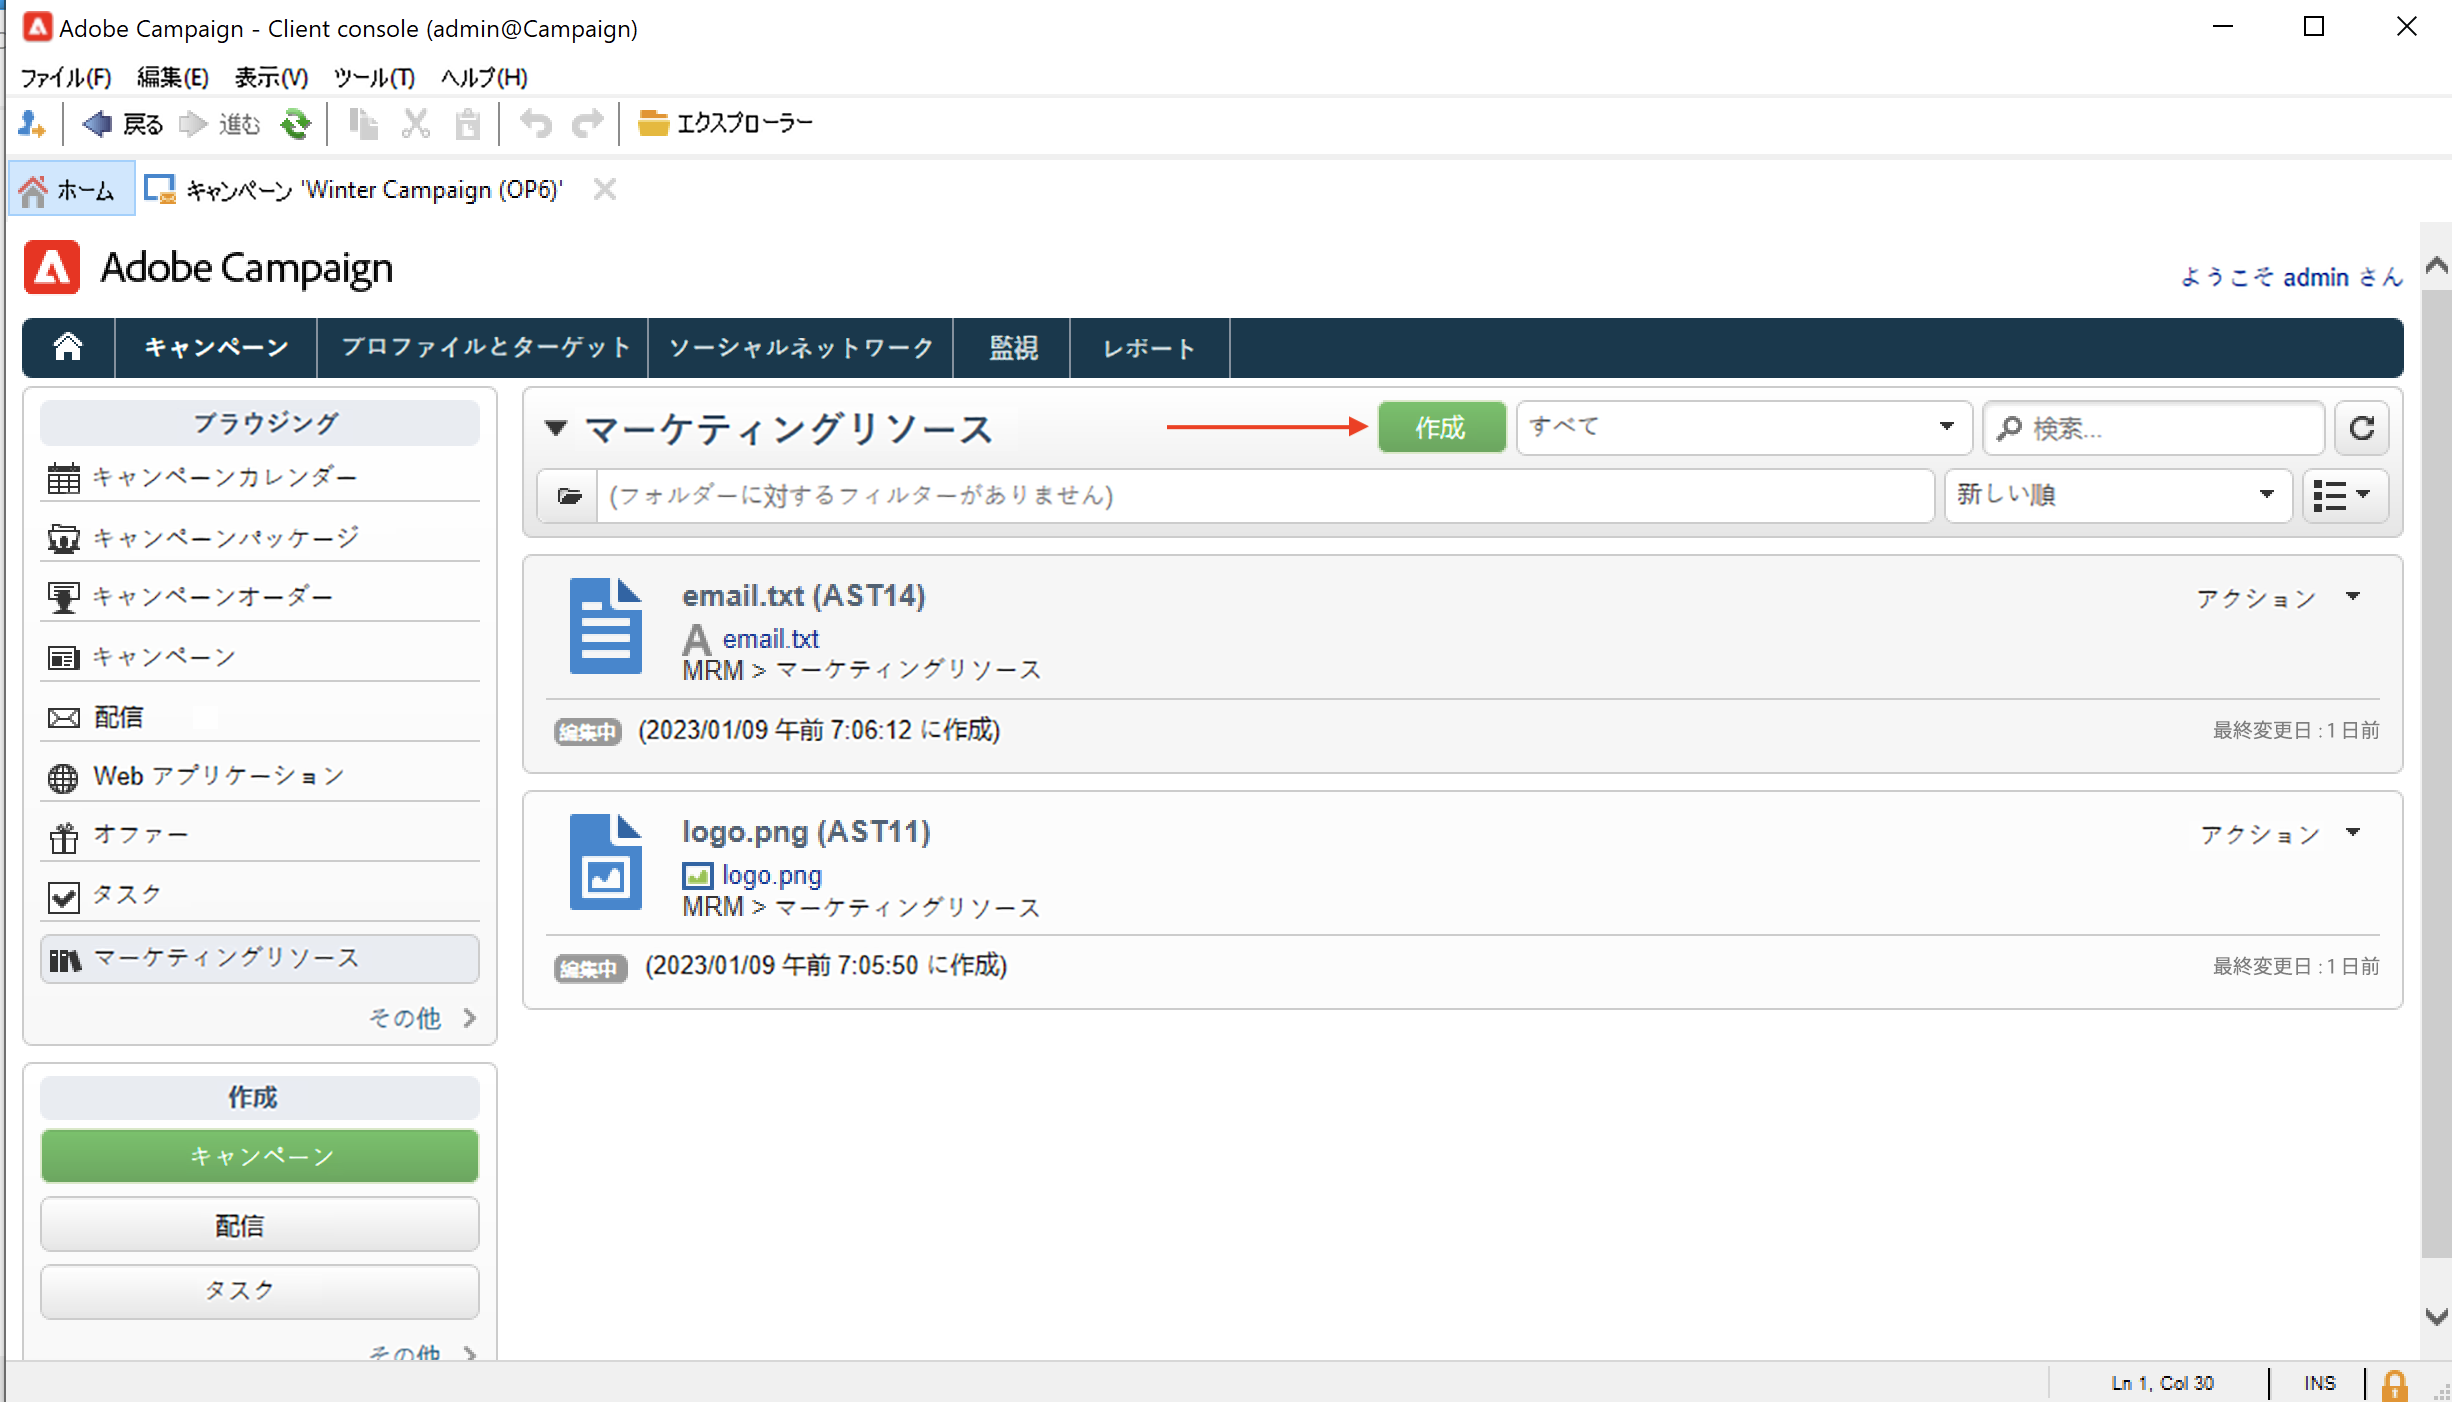 Adobe Campaign - Client console (admin@Campaign)
ファイル(F) 編集(E) 表示(V) ツール(T) ヘルプ(H)
戻る 進む エクスプローラー
ホーム キャンペーン 'Winter Campaign (OP6)'
Adobe Campaign
ようこそ admin さん
キャンペーン プロファイルとターゲット ソーシャルネットワーク 監視 レポート
ブラウジング
キャンペーンカレンダー
キャンペーンパッケージ
キャンペーンオーダー
キャンペーン
配信
Web アプリケーション
オファー
タスク
マーケティングリソース
その他
作成
キャンペーン
配信
タスク
その他
マーケティングリソース 作成 すべて 検索...
(フォルダーに対するフィルターがありません) 新しい順
email.txt (AST14) アクション
A email.txt
MRM > マーケティングリソース
編集中 (2023/01/09 午前 7:06:12 に作成) 最終変更日 : 1 日前
logo.png (AST11) アクション
logo.png
MRM > マーケティングリソース
編集中 (2023/01/09 午前 7:05:50 に作成) 最終変更日 : 1 日前
Ln 1, Col 30 INS